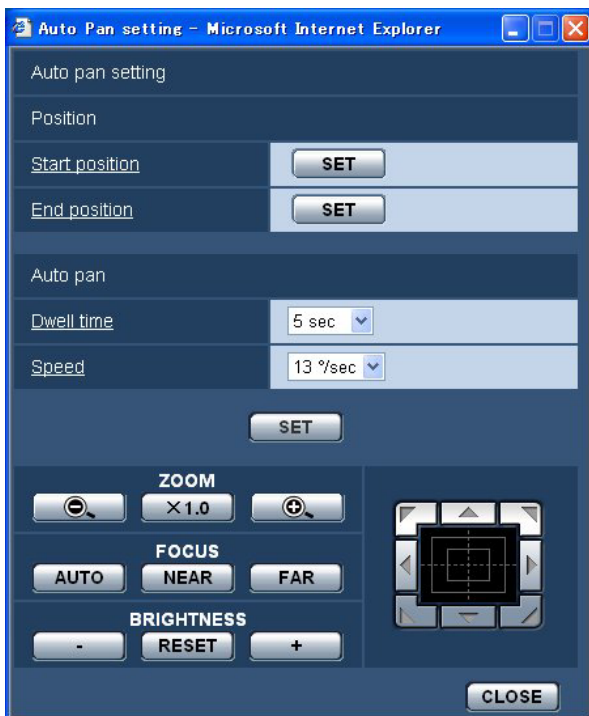 Auto Pan setting - Microsoft Internet Explorer
Auto pan setting
Position
Start position SET
End position SET
Auto pan
Dwell time 5 sec
Speed 13 °/sec
SET
ZOOM
×1.0
FOCUS
AUTO NEAR FAR
BRIGHTNESS
- RESET +
CLOSE